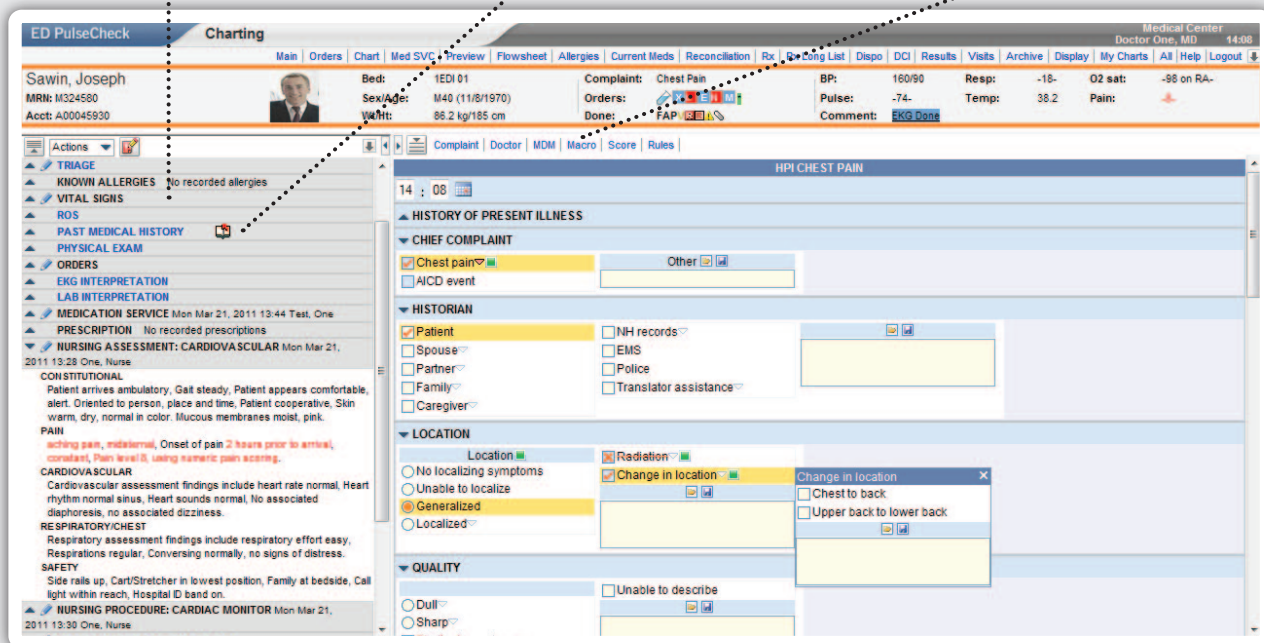 ED PulseCheck Charting Medical Center
Doctor One, MD 14:08
Main | Orders | Chart | Med SVC | Preview | Flowsheet | Allergies | Current Meds | Reconciliation | Rx | Rx Long List | Dispo | DCI | Results | Visits | Archive | Display | My Charts | All | Help | Logout
Sawin, Joseph Bed: 1EDI 01 Complaint: Chest Pain BP: 160/90 Resp: -18- O2 sat: -98 on RA-
MRN: M324580 Sex/Age: M40 (11/8/1970) Orders: Pulse: -74- Temp: 38.2 Pain:
Acct: A00045930 Wt/Ht: 86.2 kg/185 cm Done: FAP Comment: EKG Done
Actions
Complaint | Doctor | MDM | Macro | Score | Rules |
TRIAGE
KNOWN ALLERGIES No recorded allergies
VITAL SIGNS
ROS
PAST MEDICAL HISTORY
PHYSICAL EXAM
ORDERS
EKG INTERPRETATION
LAB INTERPRETATION
MEDICATION SERVICE Mon Mar 21, 2011 13:44 Test, One
PRESCRIPTION No recorded prescriptions
NURSING ASSESSMENT: CARDIOVASCULAR Mon Mar 21,
2011 13:28 One, Nurse
CONSTITUTIONAL
Patient arrives ambulatory, Gait steady, Patient appears comfortable,
alert. Oriented to person, place and time, Patient cooperative, Skin
warm, dry, normal in color. Mucous membranes moist, pink.
PAIN
aching pain, midsternal, Onset of pain 2 hours prior to arrival,
constant, Pain level 8, using numeric pain scoring.
CARDIOVASCULAR
Cardiovascular assessment findings include heart rate normal, Heart
rhythm normal sinus, Heart sounds normal, No associated
diaphoresis, no associated dizziness.
RESPIRATORY/CHEST
Respiratory assessment findings include respiratory effort easy,
Respirations regular, Conversing normally, no signs of distress.
SAFETY
Side rails up, Cart/Stretcher in lowest position, Family at bedside, Call
light within reach, Hospital ID band on.
NURSING PROCEDURE: CARDIAC MONITOR Mon Mar 21,
2011 13:30 One, Nurse
HPI CHEST PAIN
14 : 08
HISTORY OF PRESENT ILLNESS
CHIEF COMPLAINT
Chest pain Other
AICD event
HISTORIAN
Patient NH records
Spouse EMS
Partner Police
Family Translator assistance
Caregiver
LOCATION
Location Radiation
No localizing symptoms Change in location
Unable to localize
Generalized
Localized
Change in location X
Chest to back
Upper back to lower back
QUALITY
Unable to describe
Dull
Sharp